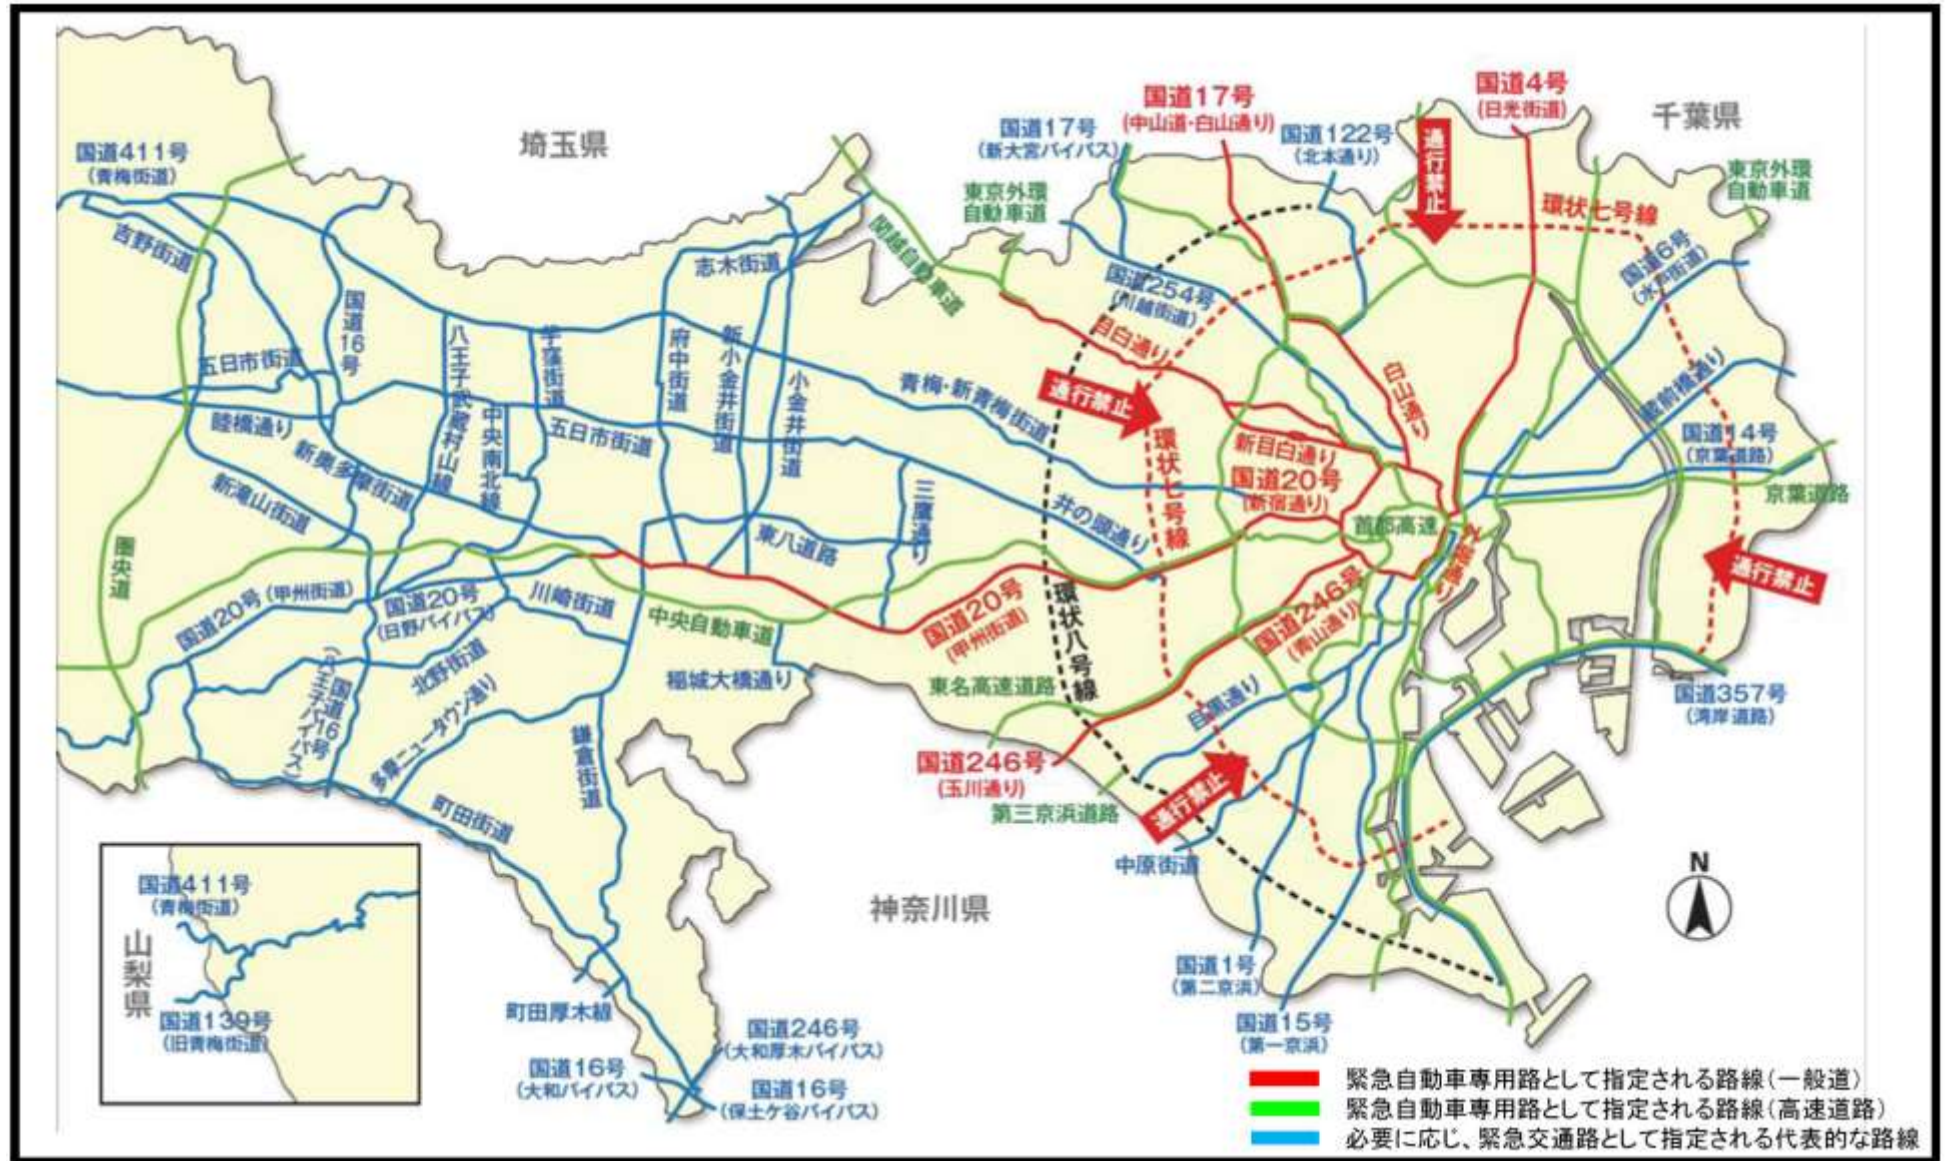 国道17号
(中山道・白山通り)
国道4号
(日光街道)
千葉県
国道17号
(新大宮バイパス)
国道122号
(北本通り)
通行禁止
埼玉県
国道411号
(青梅街道)
東京外環
自動車道
東京外環
自動車道
環状七号線
関越自動車道
吉野街道
志木街道
国道6号
(水戸街道)
国道254号
(川越街道)
国道16号
八王子武蔵村山線
芋窪街道
府中街道
新小金井街道
小金井街道
目白通り
五日市街道
青梅・新青梅街道
白山通り
蔵前橋通り
通行禁止
中央南北線
睦橋通り
五日市街道
環状七号線
新目白通り
国道14号
(京葉道路)
新奥多摩街道
国道20号
(新宿通り)
新滝山街道
三鷹通り
井の頭通り
京葉道路
首都高速
東八道路
圏央道
通行禁止
国道20号(甲州街道)
国道20号
(日野バイパス)
川崎街道
中央自動車道
国道20号
(甲州街道)
環状八号線
国道246号
(青山通り)
北野街道
国道16号
(八王子バイパス)
稲城大橋通り
東名高速道路
目黒通り
国道357号
(湾岸道路)
多摩ニュータウン通り
鎌倉街道
国道246号
(玉川通り)
通行禁止
第三京浜道路
町田街道
中原街道
N
国道411号
(青梅街道)
山梨県
国道139号
(旧青梅街道)
神奈川県
国道1号
(第二京浜)
町田厚木線
国道15号
(第一京浜)
国道246号
(大和厚木バイパス)
国道16号
(大和バイパス)
国道16号
(保土ケ谷バイパス)
緊急自動車専用路として指定される路線(一般道)
緊急自動車専用路として指定される路線(高速道路)
必要に応じ、緊急交通路として指定される代表的な路線